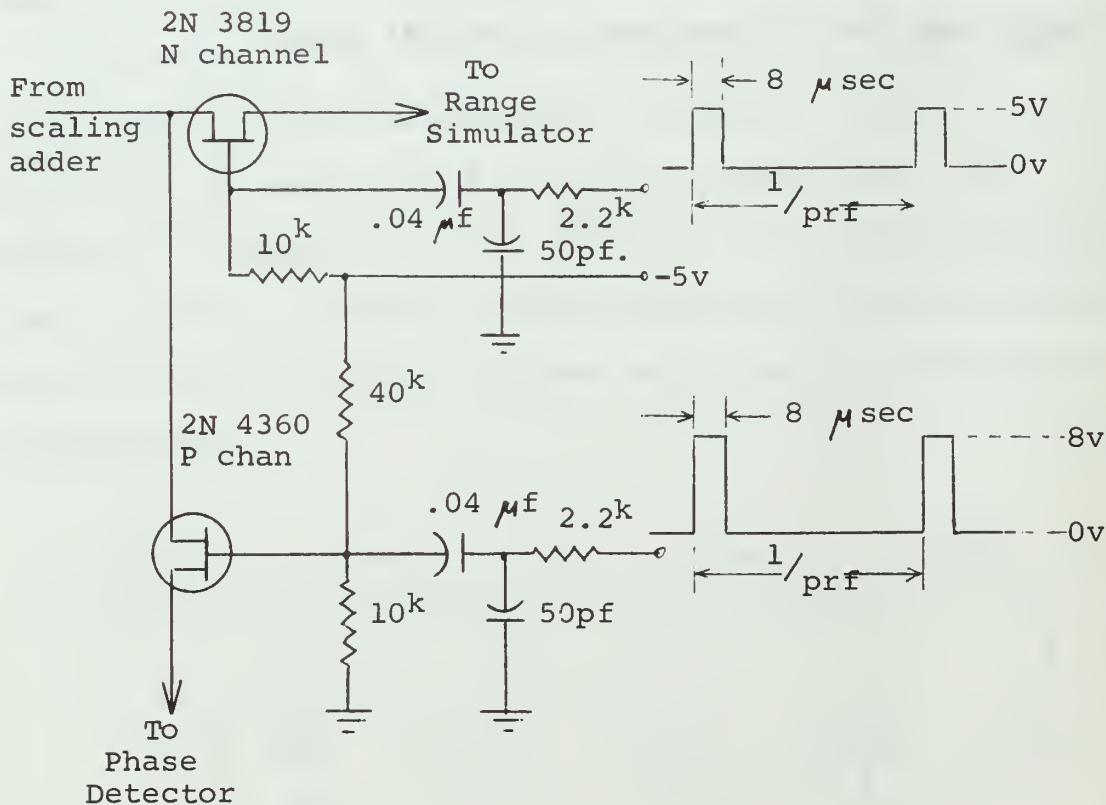 2N 3819
N channel
From
scaling
adder
To
Range
Simulator
8 μsec
5V
0v
1/prf
.04 μf
2.2k
50pf.
10k
-5v
40k
2N 4360
P chan
8 μsec
8v
0v
1/prf
.04 μf
2.2k
50pf
10k
To
Phase
Detector